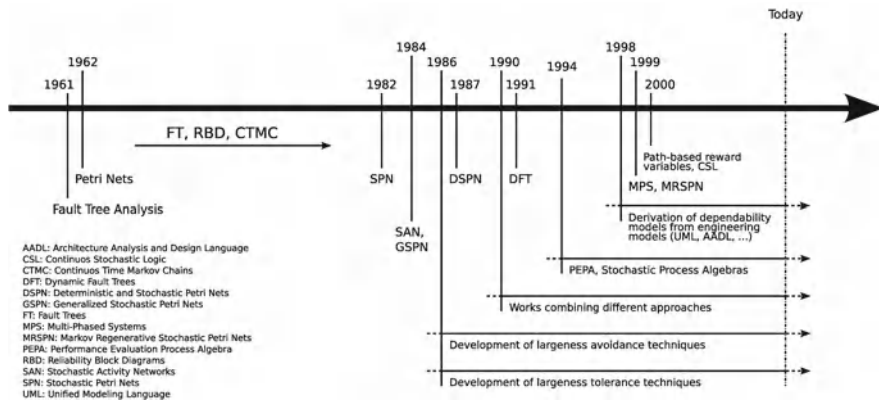 Today
1984
1998
1962
1986
1990
1999
1961
1982
1987
1991
1994
2000
FT, RBD, CTMC
Path-based reward
variables, CSL
Petri Nets
SPN
DSPN
DFT
MPS, MRSPN
Fault Tree Analysis
SAN,
GSPN
Derivation of dependability
models from engineering
models (UML, AADL, ...)
PEPA, Stochastic Process Algebras
Works combining different approaches
Development of largeness avoidance techniques
Development of largeness tolerance techniques
AADL: Architecture Analysis and Design Language
CSL: Continuos Stochastic Logic
CTMC: Continuos Time Markov Chains
DFT: Dynamic Fault Trees
DSPN: Deterministic and Stochastic Petri Nets
GSPN: Generalized Stochastic Petri Nets
FT: Fault Trees
MPS: Multi-Phased Systems
MRSPN: Markov Regenerative Stochastic Petri Nets
PEPA: Performance Evaluation Process Algebra
RBD: Reliability Block Diagrams
SAN: Stochastic Activity Networks
SPN: Stochastic Petri Nets
UML: Unified Modeling Language